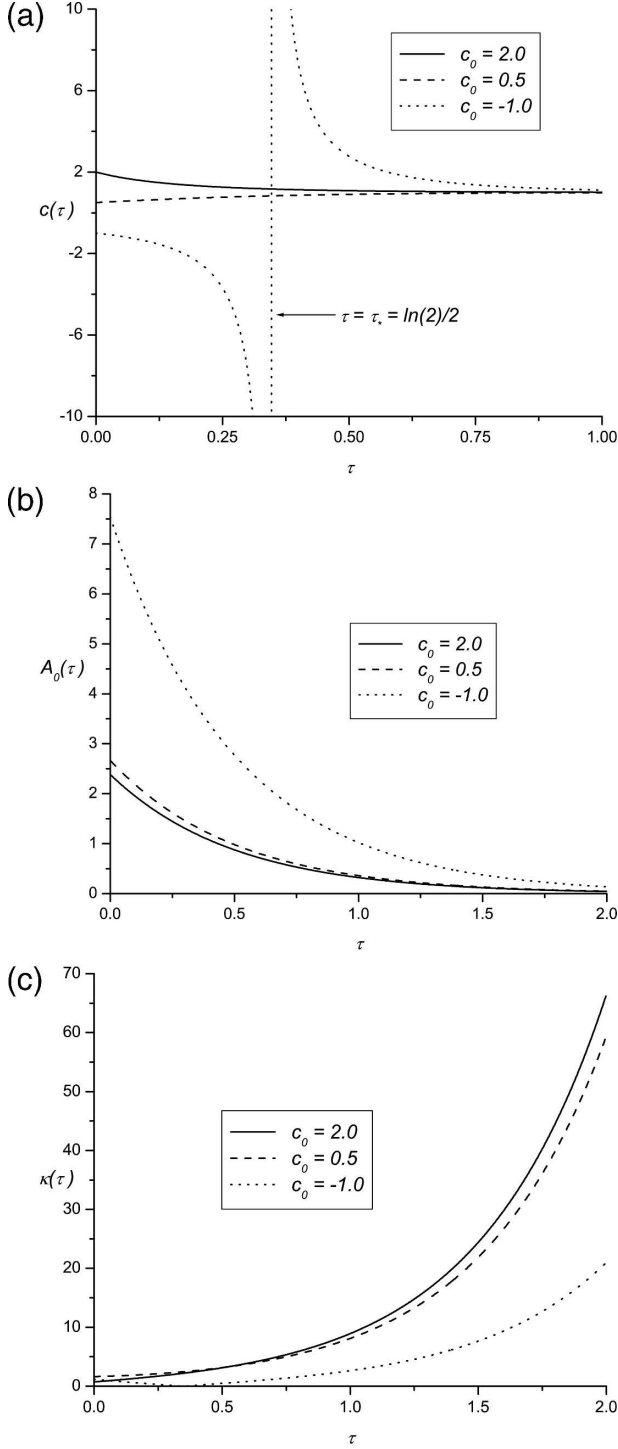 (a)
10
6
2
-2
-6
-10
c(τ)
c₀ = 2.0
c₀ = 0.5
c₀ = -1.0
τ = τ* = ln(2)/2
0.00 0.25 0.50 0.75 1.00
τ
(b)
8
7
6
5
4
3
2
1
0
A₀(τ)
c₀ = 2.0
c₀ = 0.5
c₀ = -1.0
0.0 0.5 1.0 1.5 2.0
τ
(c)
70
60
50
40
30
20
10
0
κ(τ)
c₀ = 2.0
c₀ = 0.5
c₀ = -1.0
0.0 0.5 1.0 1.5 2.0
τ